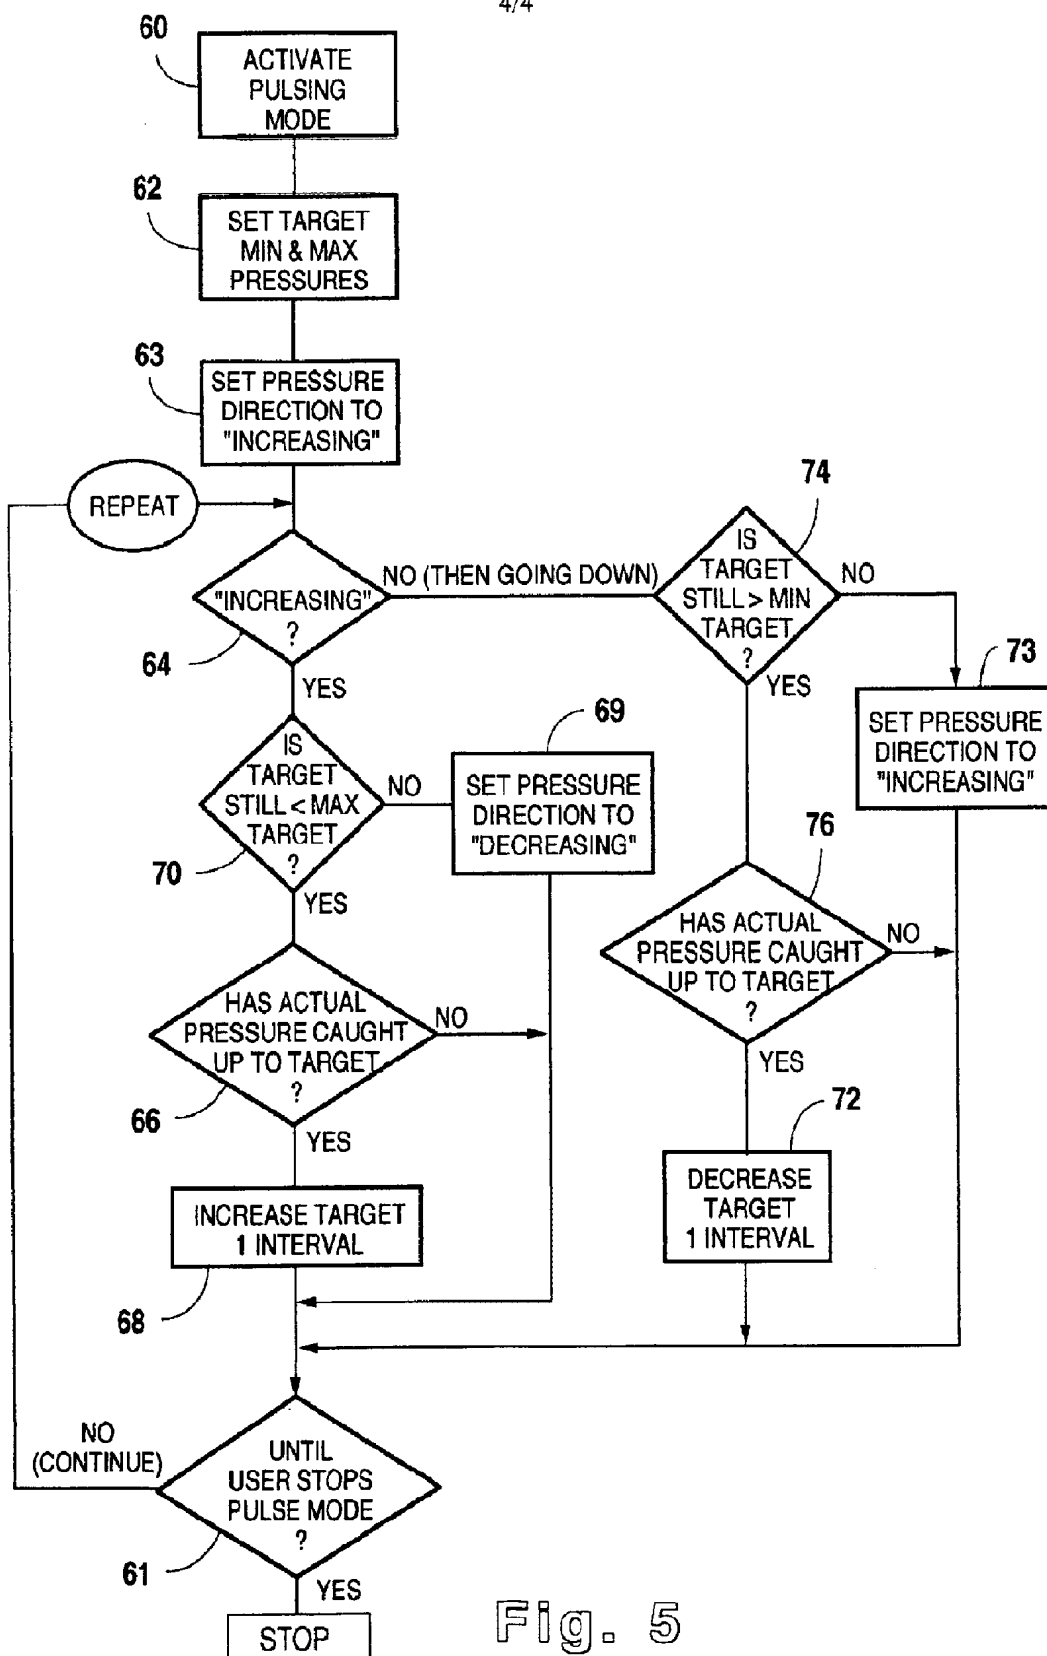 4/4
60
ACTIVATE
PULSING
MODE
62
SET TARGET
MIN & MAX
PRESSURES
63
SET PRESSURE
DIRECTION TO
"INCREASING"
REPEAT
"INCREASING"
?
64
NO (THEN GOING DOWN)
YES
74
IS
TARGET
STILL > MIN
TARGET
?
NO
YES
73
SET PRESSURE
DIRECTION TO
"INCREASING"
IS
TARGET
STILL < MAX
TARGET
?
70
NO
YES
69
SET PRESSURE
DIRECTION TO
"DECREASING"
76
HAS ACTUAL
PRESSURE CAUGHT
UP TO TARGET
?
NO
YES
HAS ACTUAL
PRESSURE CAUGHT
UP TO TARGET
?
66
NO
YES
72
DECREASE
TARGET
1 INTERVAL
INCREASE TARGET
1 INTERVAL
68
NO
(CONTINUE)
UNTIL
USER STOPS
PULSE MODE
?
61
YES
STOP
Fig. 5